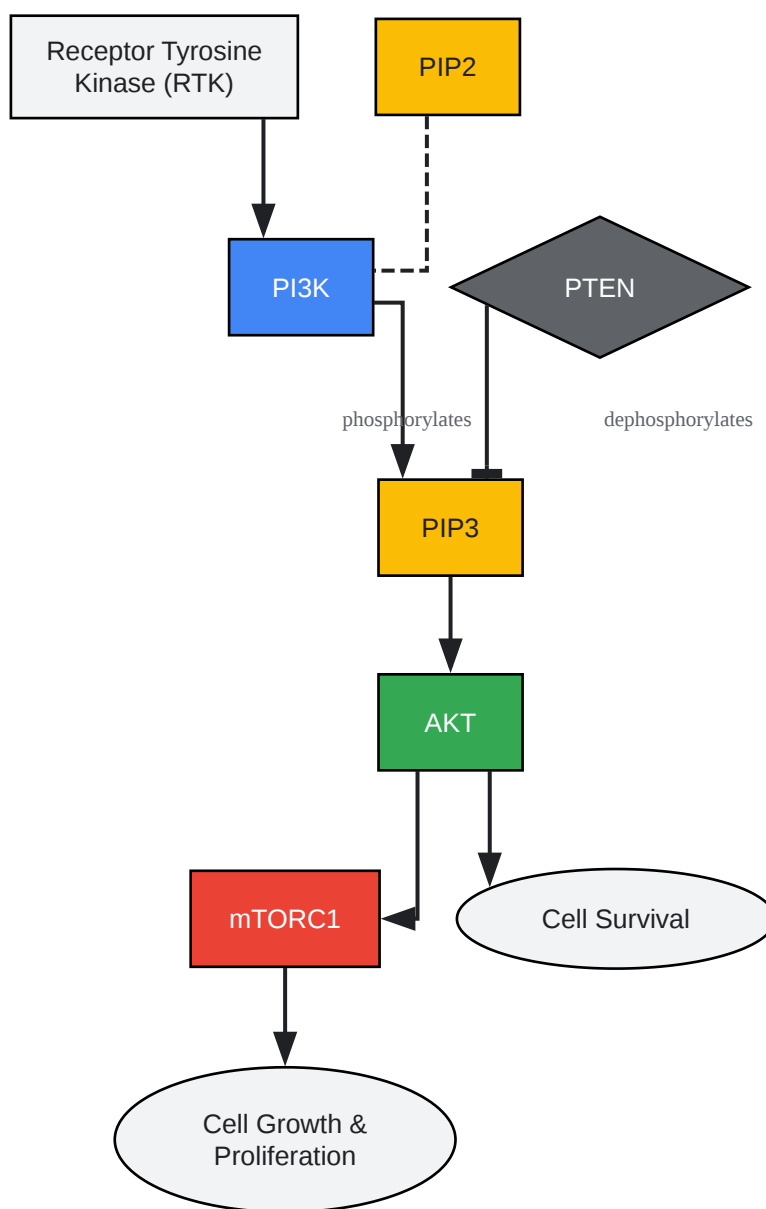 Receptor Tyrosine
Kinase (RTK)
PIP2
PI3K
PTEN
phosphorylates
dephosphorylates
PIP3
AKT
mTORC1
Cell Survival
Cell Growth &
Proliferation